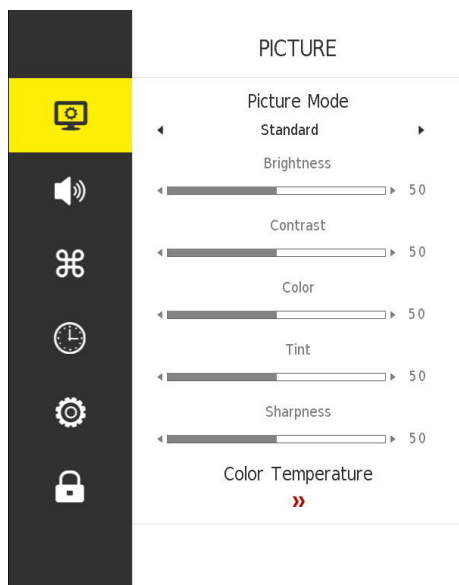 PICTURE
Picture Mode
Standard
Brightness
50
Contrast
50
Color
50
Tint
50
Sharpness
50
Color Temperature